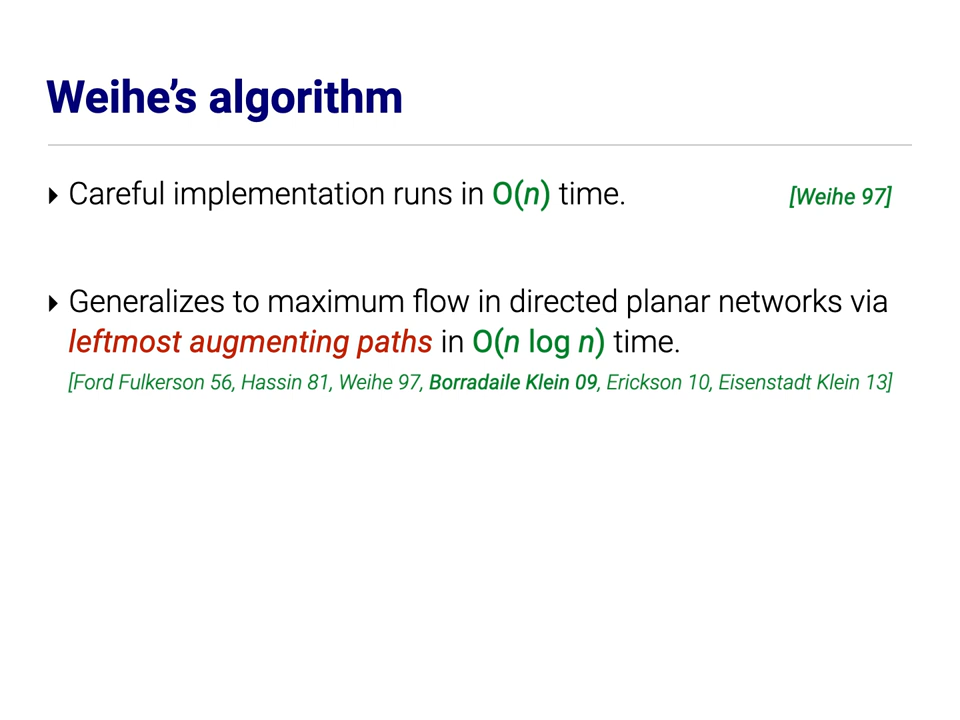 Weihe’s algorithm
‣ Careful implementation runs in O(n) time. [Weihe 97]
‣ Generalizes to maximum flow in directed planar networks via
leftmost augmenting paths in O(n log n) time.
[Ford Fulkerson 56, Hassin 81, Weihe 97, Borradaile Klein 09, Erickson 10, Eisenstadt Klein 13]